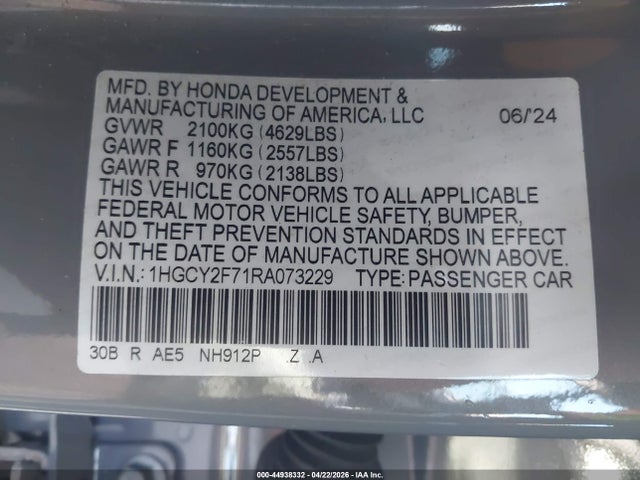 MFD. BY HONDA DEVELOPMENT &
MANUFACTURING OF AMERICA, LLC 06/'24
GVWR 2100KG (4629LBS)
GAWR F 1160KG (2557LBS)
GAWR R 970KG (2138LBS)
THIS VEHICLE CONFORMS TO ALL APPLICABLE
FEDERAL MOTOR VEHICLE SAFETY, BUMPER,
AND THEFT PREVENTION STANDARDS IN EFFECT
ON THE DATE OF MANUFACTURE SHOWN ABOVE.
V.I.N.: 1HGCY2F71RA073229 TYPE: PASSENGER CAR
30B R AE5 NH912P .Z .A
000-44938332 - 04/22/2026 - IAA Inc.